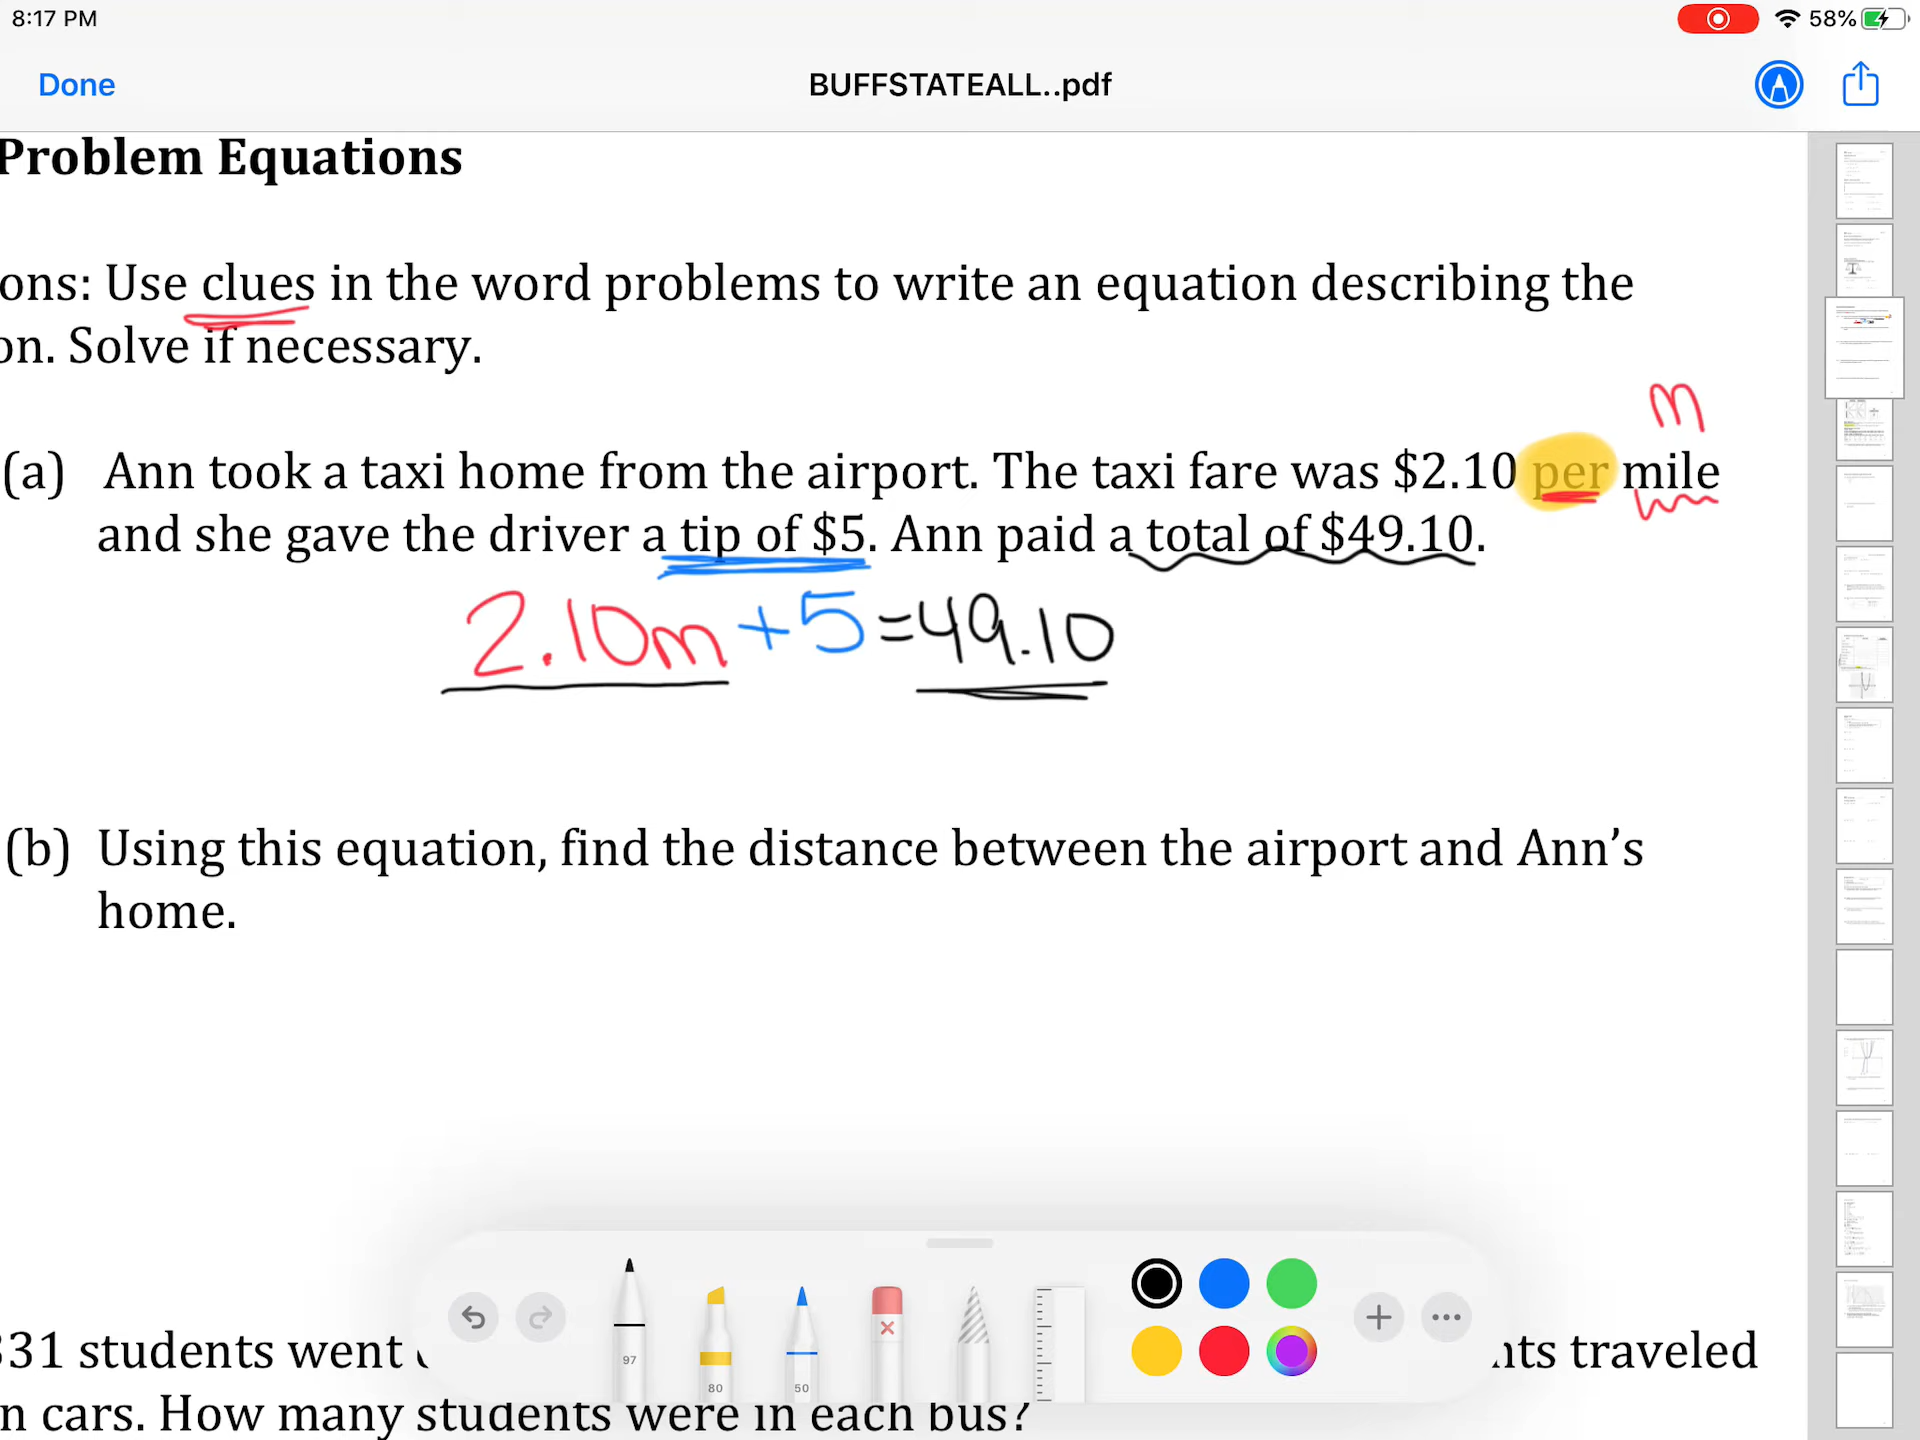 8:17 PM
58%
Done
BUFFSTATEALL..pdf
Problem Equations
ons: Use clues in the word problems to write an equation describing the
on. Solve if necessary.
m
(a) Ann took a taxi home from the airport. The taxi fare was $2.10 per mile
and she gave the driver a tip of $5. Ann paid a total of $49.10.
2.10m+5=49.10
(b) Using this equation, find the distance between the airport and Ann's
home.
331 students went
nts traveled
97
80
50
n cars. How many students were in each bus?